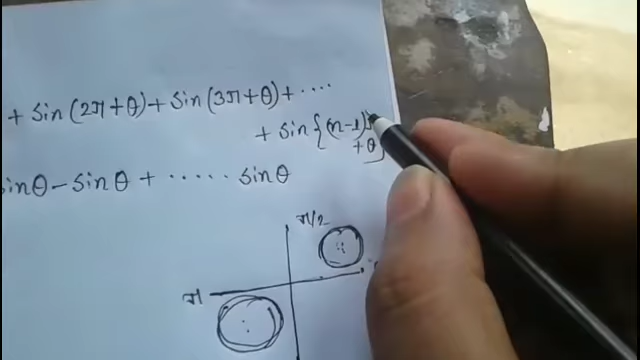 + sin(2π+θ)+ sin(3π+θ)+ ....
+ sin{(n-1)
+θ
sinθ - sinθ + ..... sinθ
π/2
π